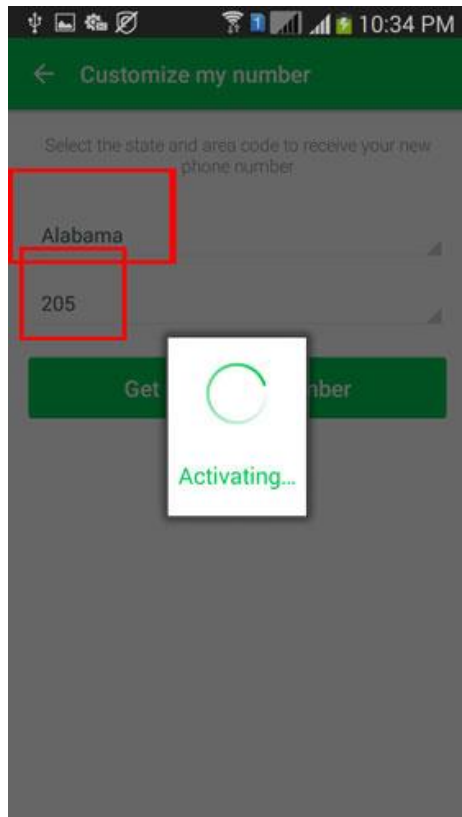 1 10:34 PM
Customize my number
Select the state and area code to receive your new
phone number
Alabama
205
Get
Activating...